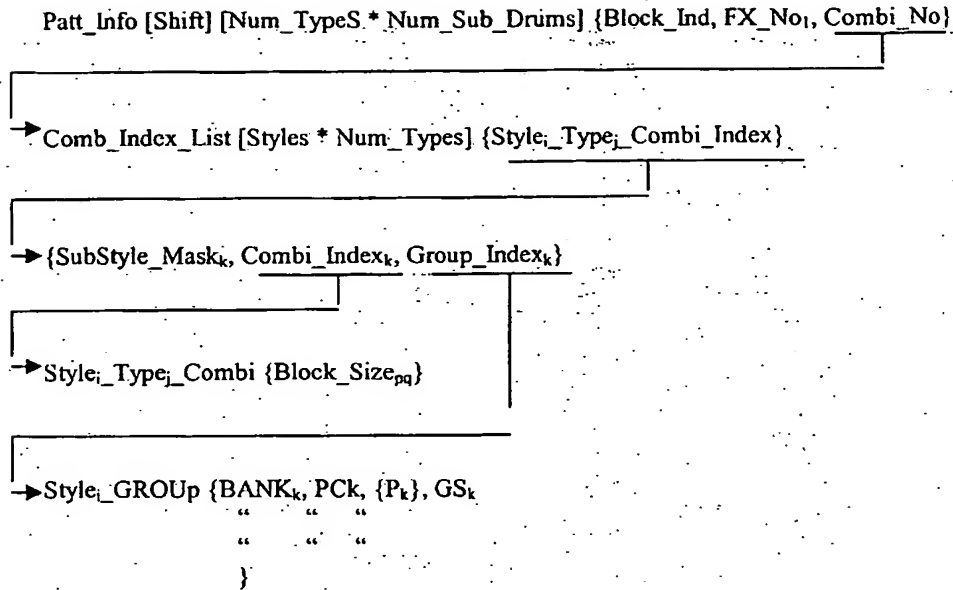 Patt_Info [Shift] [Num_TypeS * Num_Sub_Drums] {Block_Ind, FX_No₁, Combi_No}
Comb_Index_List [Styles * Num_Types] {Styleᵢ_Typeⱼ_Combi_Index}
{SubStyle_Maskₖ, Combi_Indexₖ, Group_Indexₖ}
Styleᵢ_Typeⱼ_Combi {Block_Size_pq}
Styleᵢ_GROUp {BANKₖ, PCk, {Pₖ}, GSₖ
“ “ “
“ “ “
}